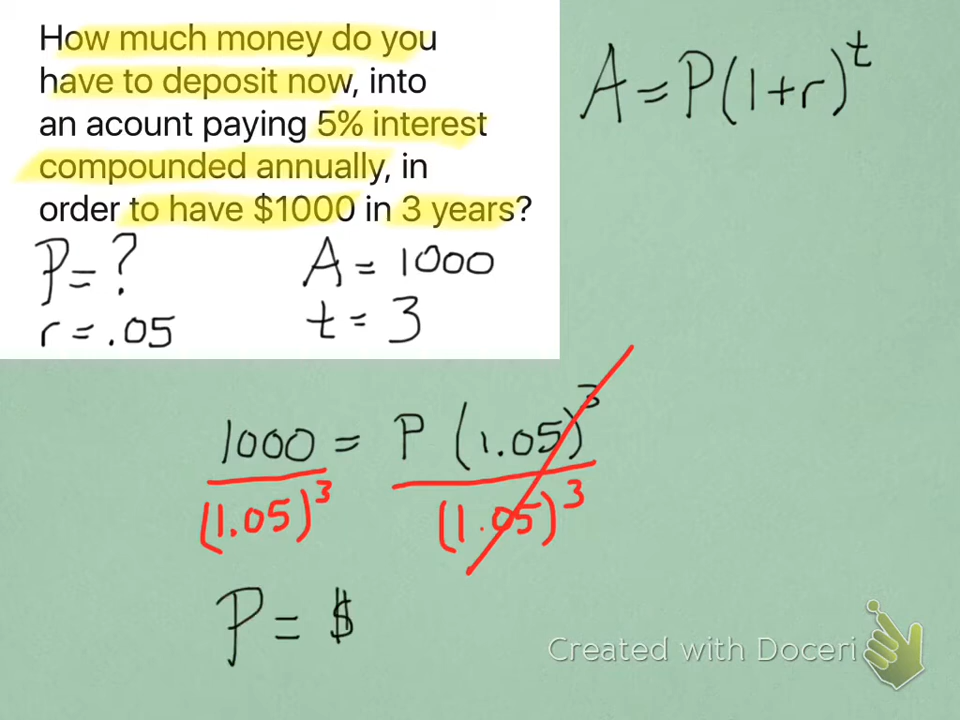 How much money do you
have to deposit now, into
an acount paying 5% interest
compounded annually, in
order to have $1000 in 3 years?
P = ? A = 1000
r = .05 t = 3
A = P(1+r)^t
1000 = P (1.05)^3
(1.05)^3 (1.05)^3
P = $
Created with Doceri